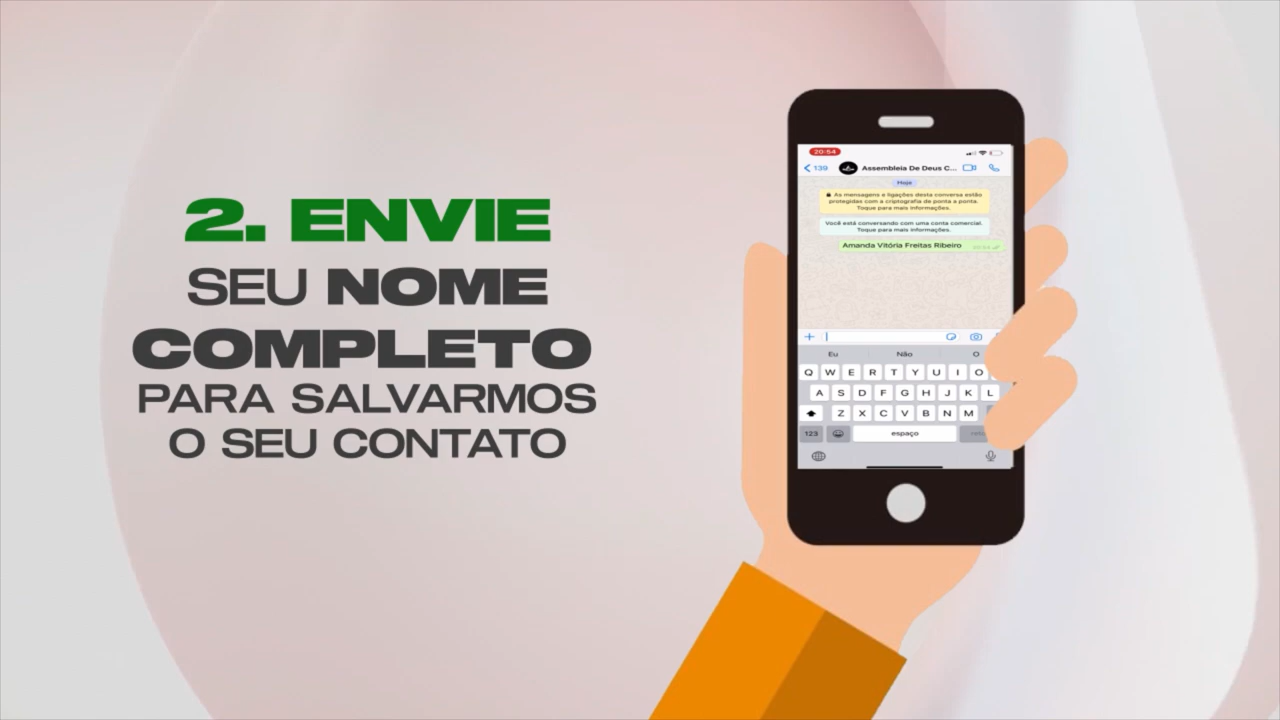 2. ENVIE
SEU NOME
COMPLETO
PARA SALVARMOS
O SEU CONTATO
20:54
139
Assembleia De Deus C...
Hoje
As mensagens e ligações desta conversa estão
protegidas com a criptografia de ponta a ponta.
Toque para mais informações.
Você está conversando com uma conta comercial.
Toque para mais informações.
Amanda Vitória Freitas Ribeiro 20:54
Eu Não O
Q W E R T Y U I O
A S D F G H J K L
Z X C V B N M
123 espaço